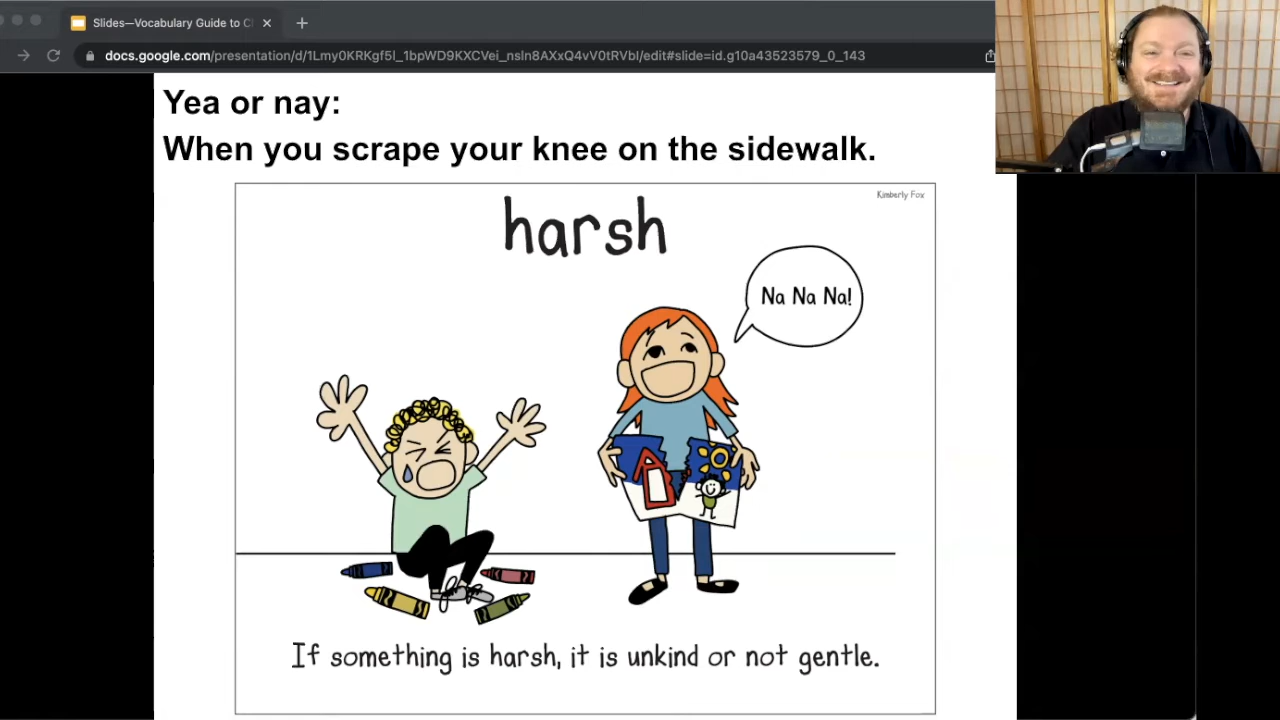 Slides—Vocabulary Guide to C
docs.google.com/presentation/d/1Lmy0KRKgf5l_1bpWD9KXCVei_nsln8AXxQ4vV0tRVbI/edit#slide=id.g10a43523579_0_143
Yea or nay:
When you scrape your knee on the sidewalk.
Kimberly Fox
harsh
Na Na Na!
If something is harsh, it is unkind or not gentle.